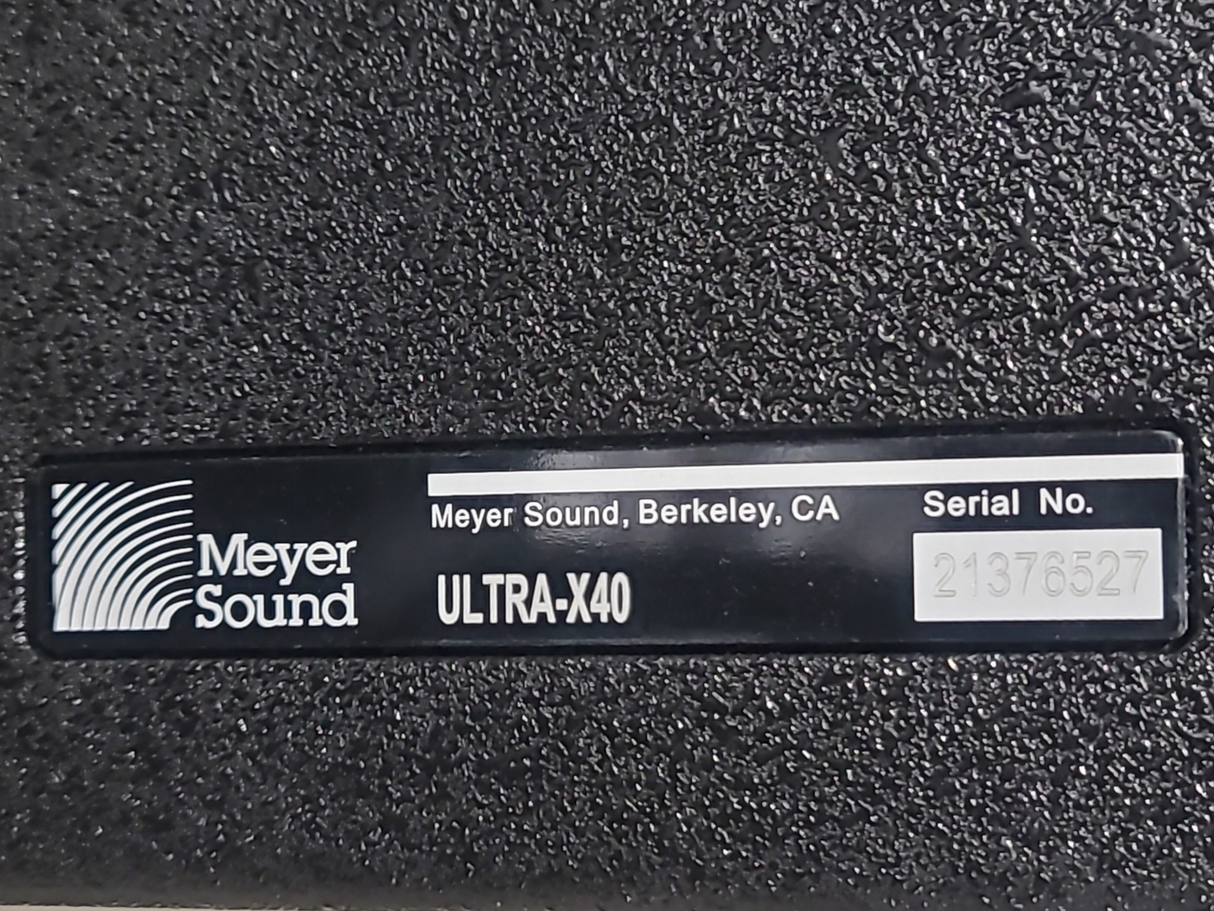 Meyer
Sound
Meyer Sound, Berkeley, CA
ULTRA-X40
Serial No.
21376527